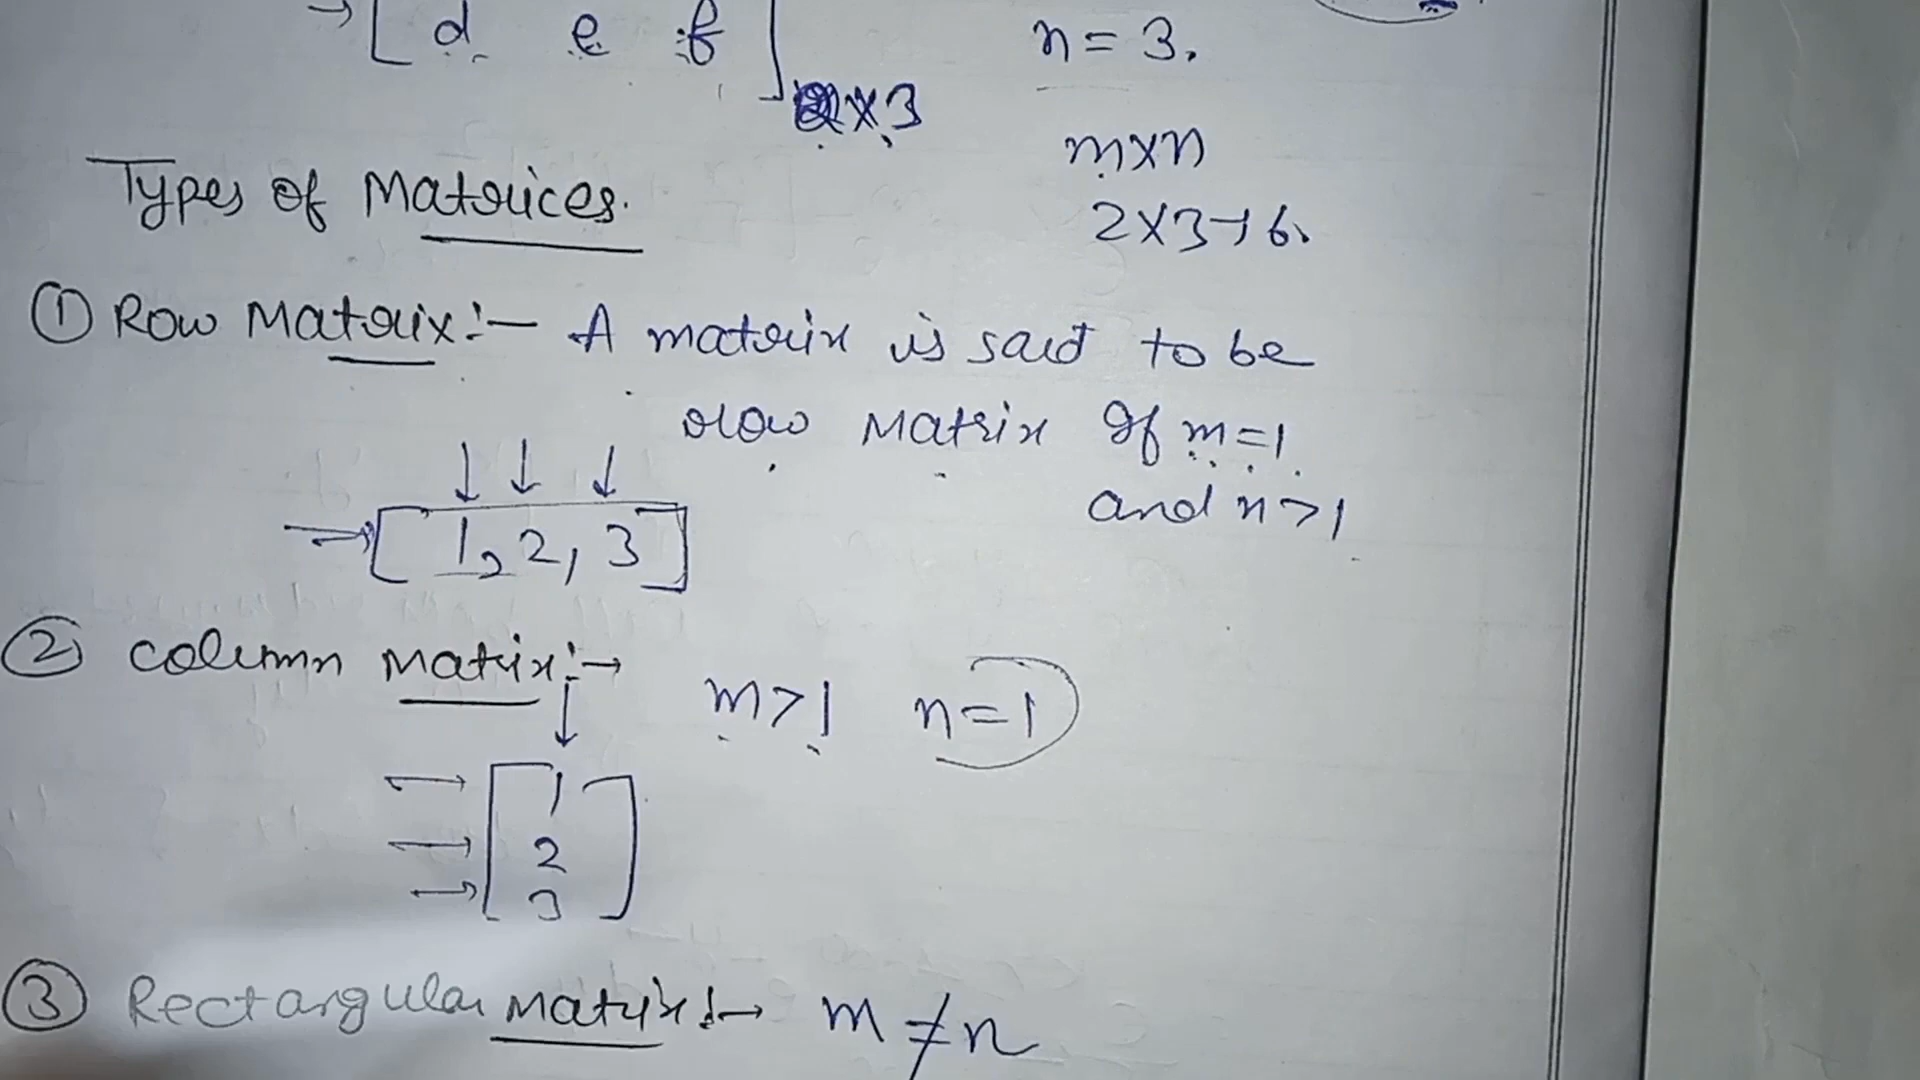 →[ d e f ]2×3 n = 3.
m×n
Types of Matrices.
2×3→6.
① Row Matrix:— A matrix is said to be
row Matrix If m=1
and n>1
→[ 1, 2, 3 ]
② Column Matrix:→
m>1 n=1
→[ 1
→ 2
→ 3 ]
③ Rectangular Matrix:→ m ≠ n